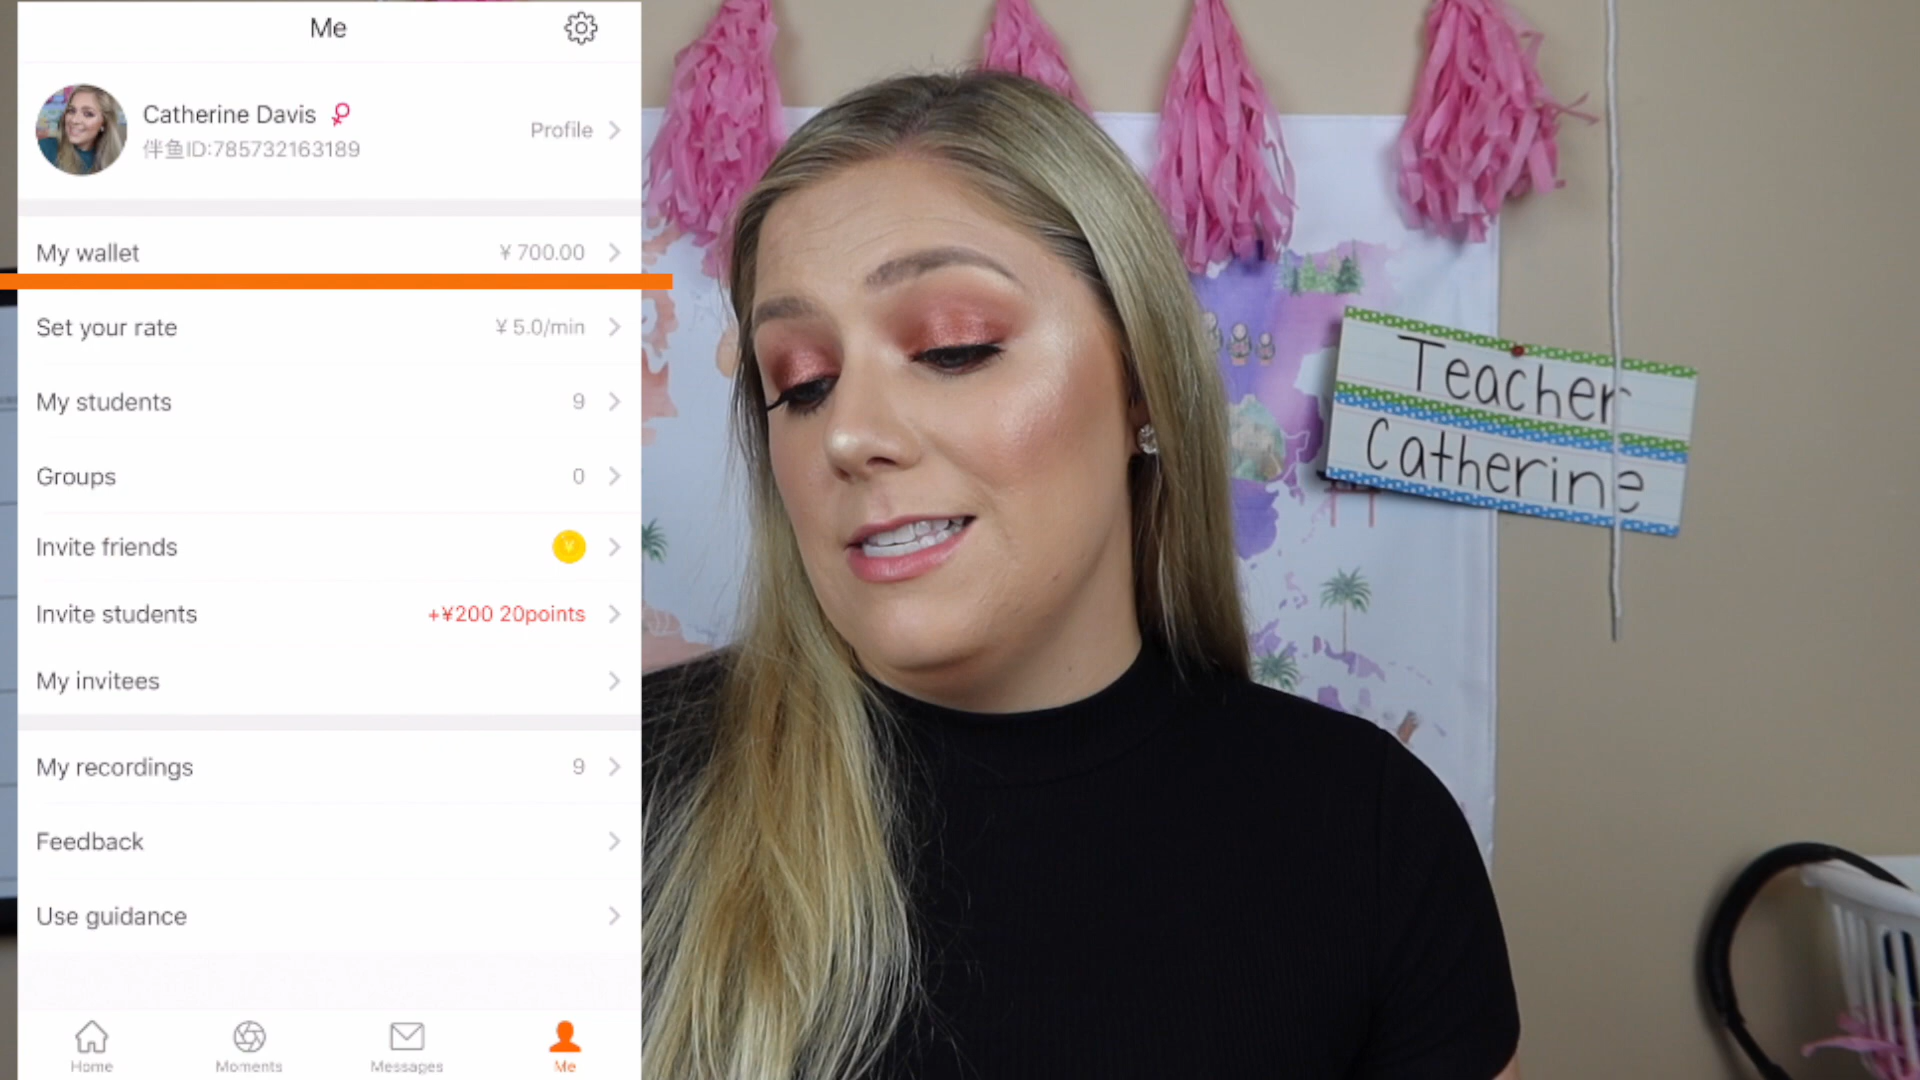 Me
Catherine Davis
伴鱼ID:785732163189
Profile
My wallet ¥ 700.00
Set your rate ¥ 5.0/min
My students 9
Groups 0
Invite friends ¥
Invite students +¥200 20points
My invitees
My recordings 9
Feedback
Use guidance
Home Moments Messages Me
Teacher
Catherine